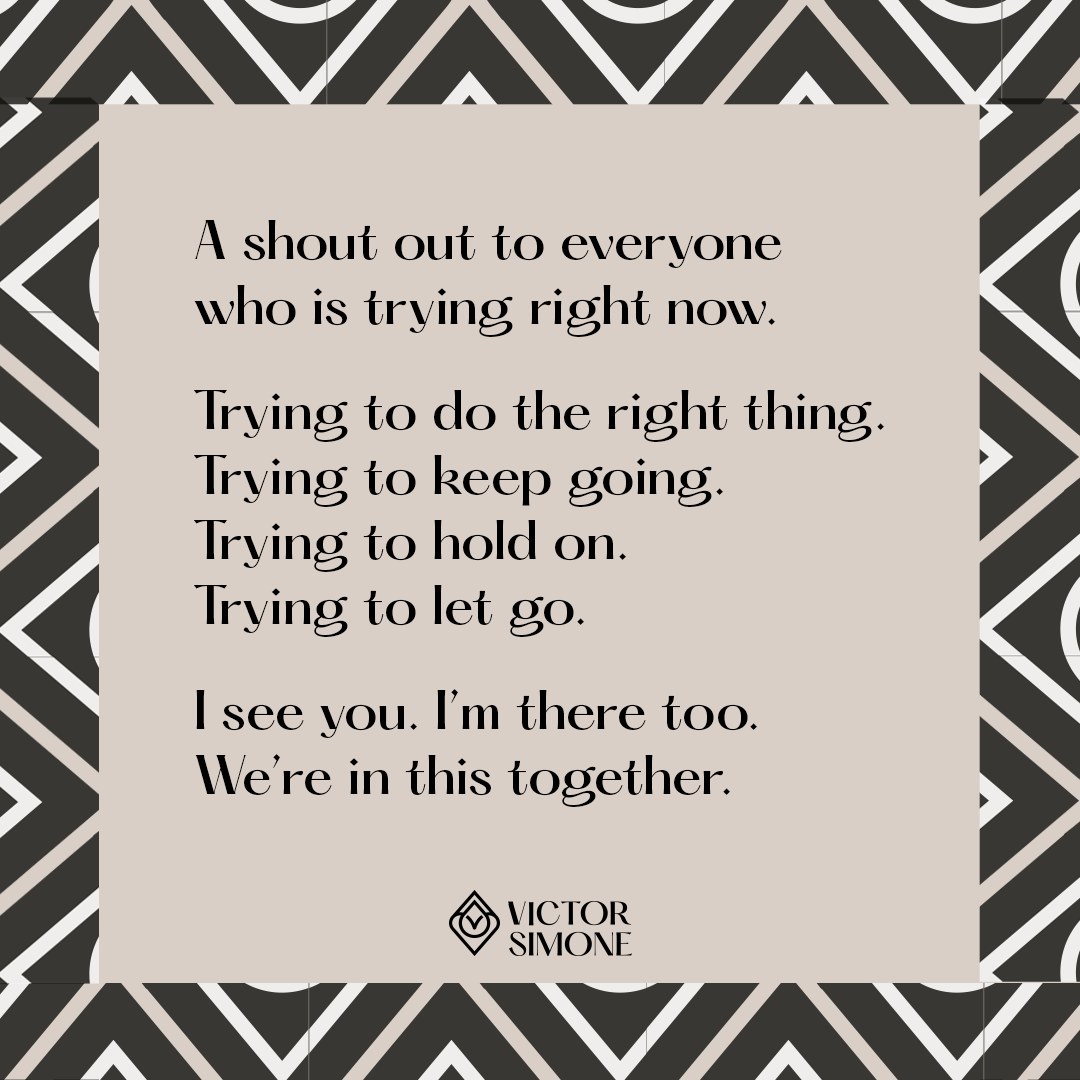 A shout out to everyone
who is trying right now.
Trying to do the right thing.
Trying to keep going.
Trying to hold on.
Trying to let go.
I see you. I'm there too.
We're in this together.
VICTOR
SIMONE